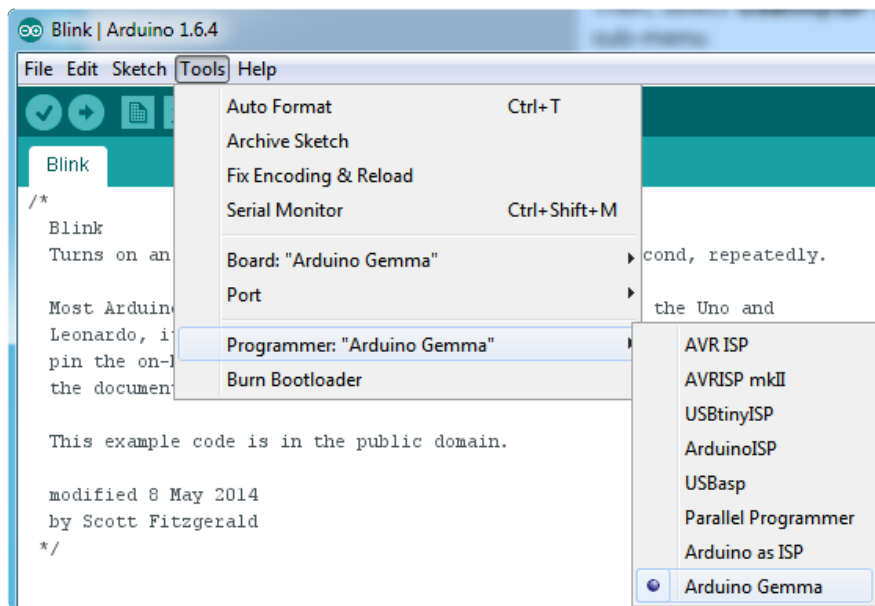 Blink | Arduino 1.6.4
sub-menu
File Edit Sketch Tools Help
Auto Format Ctrl+T
Archive Sketch
Fix Encoding & Reload
Serial Monitor Ctrl+Shift+M
Board: "Arduino Gemma"
Port
Programmer: "Arduino Gemma"
Burn Bootloader
AVR ISP
AVRISP mkII
USBtinyISP
ArduinoISP
USBasp
Parallel Programmer
Arduino as ISP
Arduino Gemma
Blink
/*
Blink
Turns on an cond, repeatedly.
Most Arduin the Uno and
Leonardo, i
pin the on-
the documen
This example code is in the public domain.
modified 8 May 2014
by Scott Fitzgerald
*/